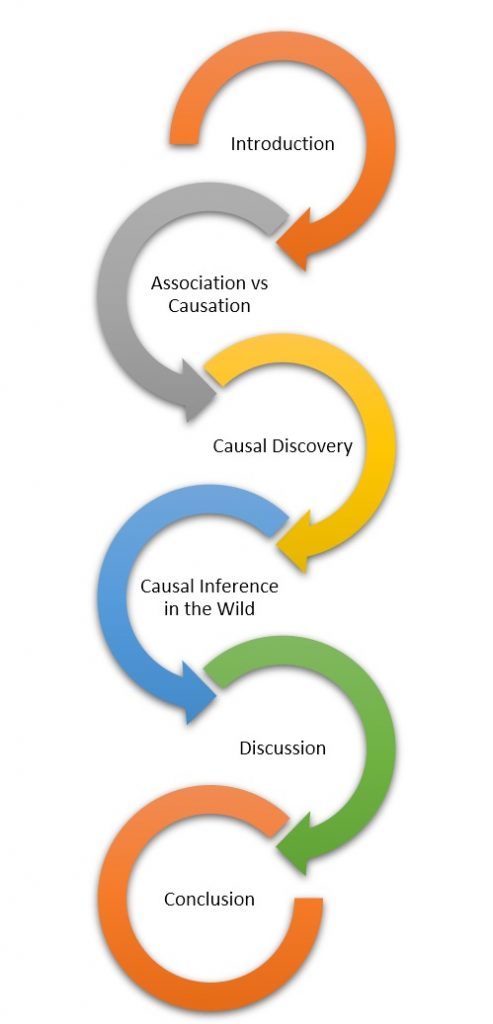 Introduction
Association vs
Causation
Causal Discovery
Causal Inference
in the Wild
Discussion
Conclusion